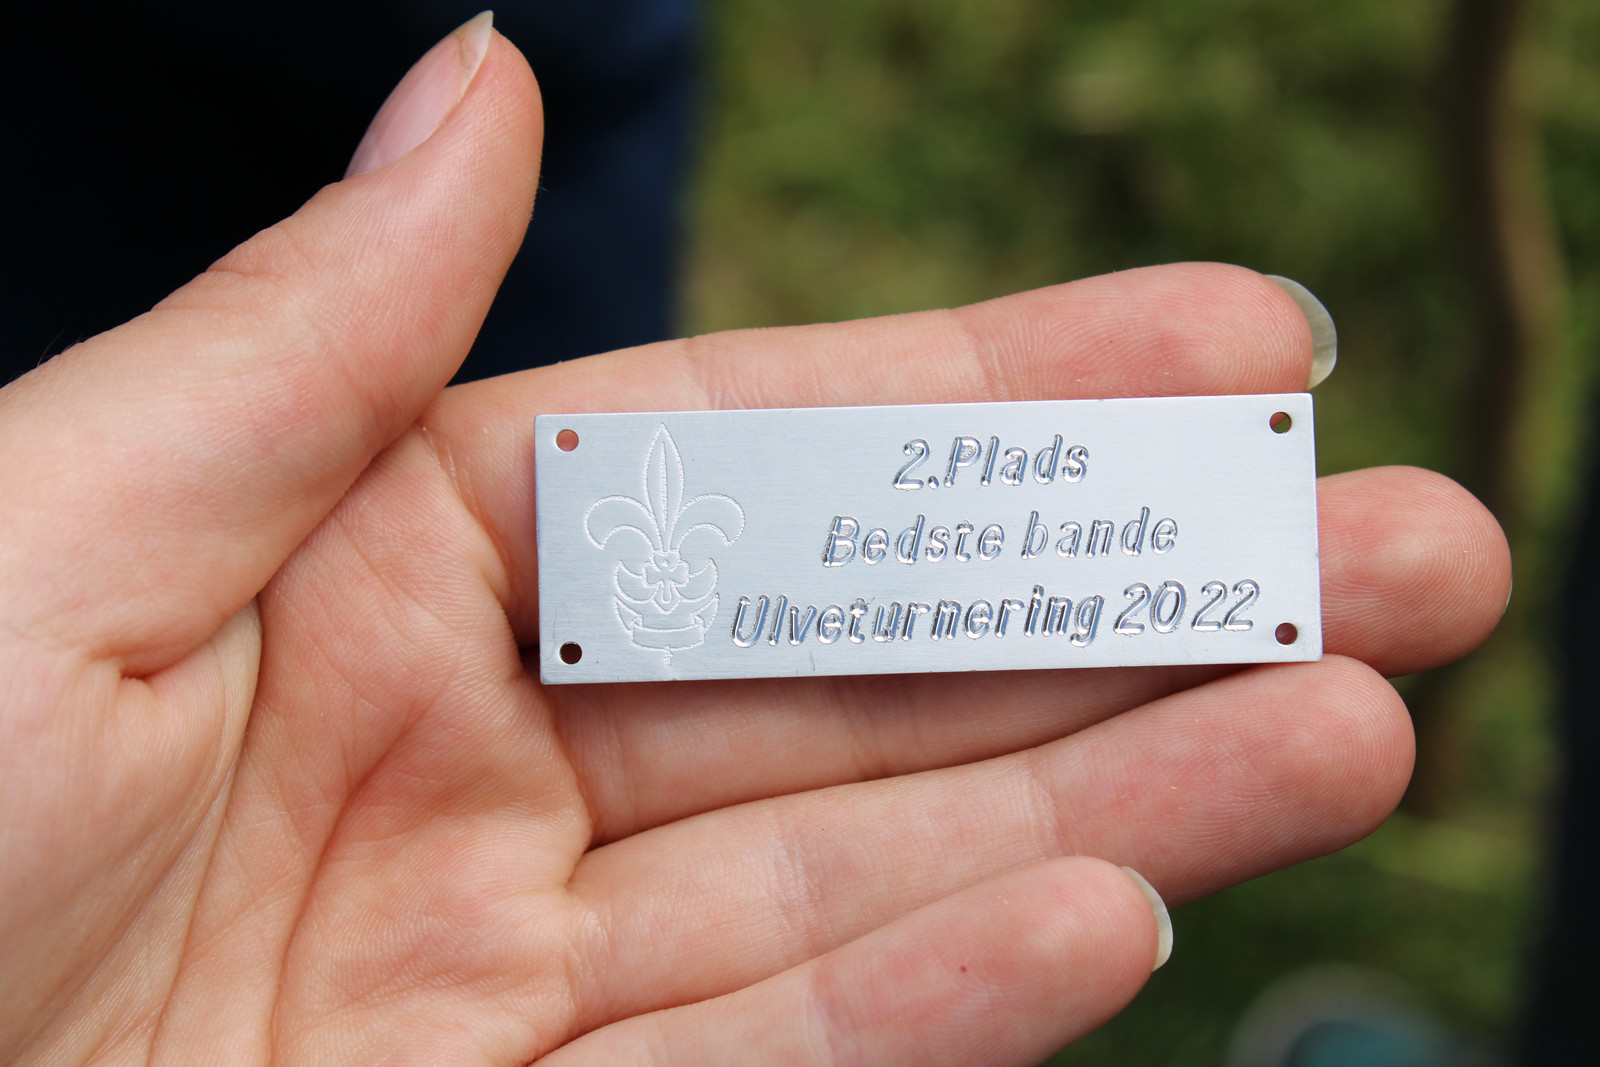 2.Plads
Bedste bande
Ulveturnering 2022